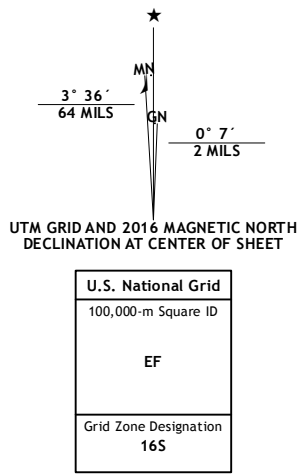 MN
3° 36´
64 MILS
GN
0° 7´
2 MILS
UTM GRID AND 2016 MAGNETIC NORTH
DECLINATION AT CENTER OF SHEET
U.S. National Grid
100,000-m Square ID
EF
Grid Zone Designation
16S